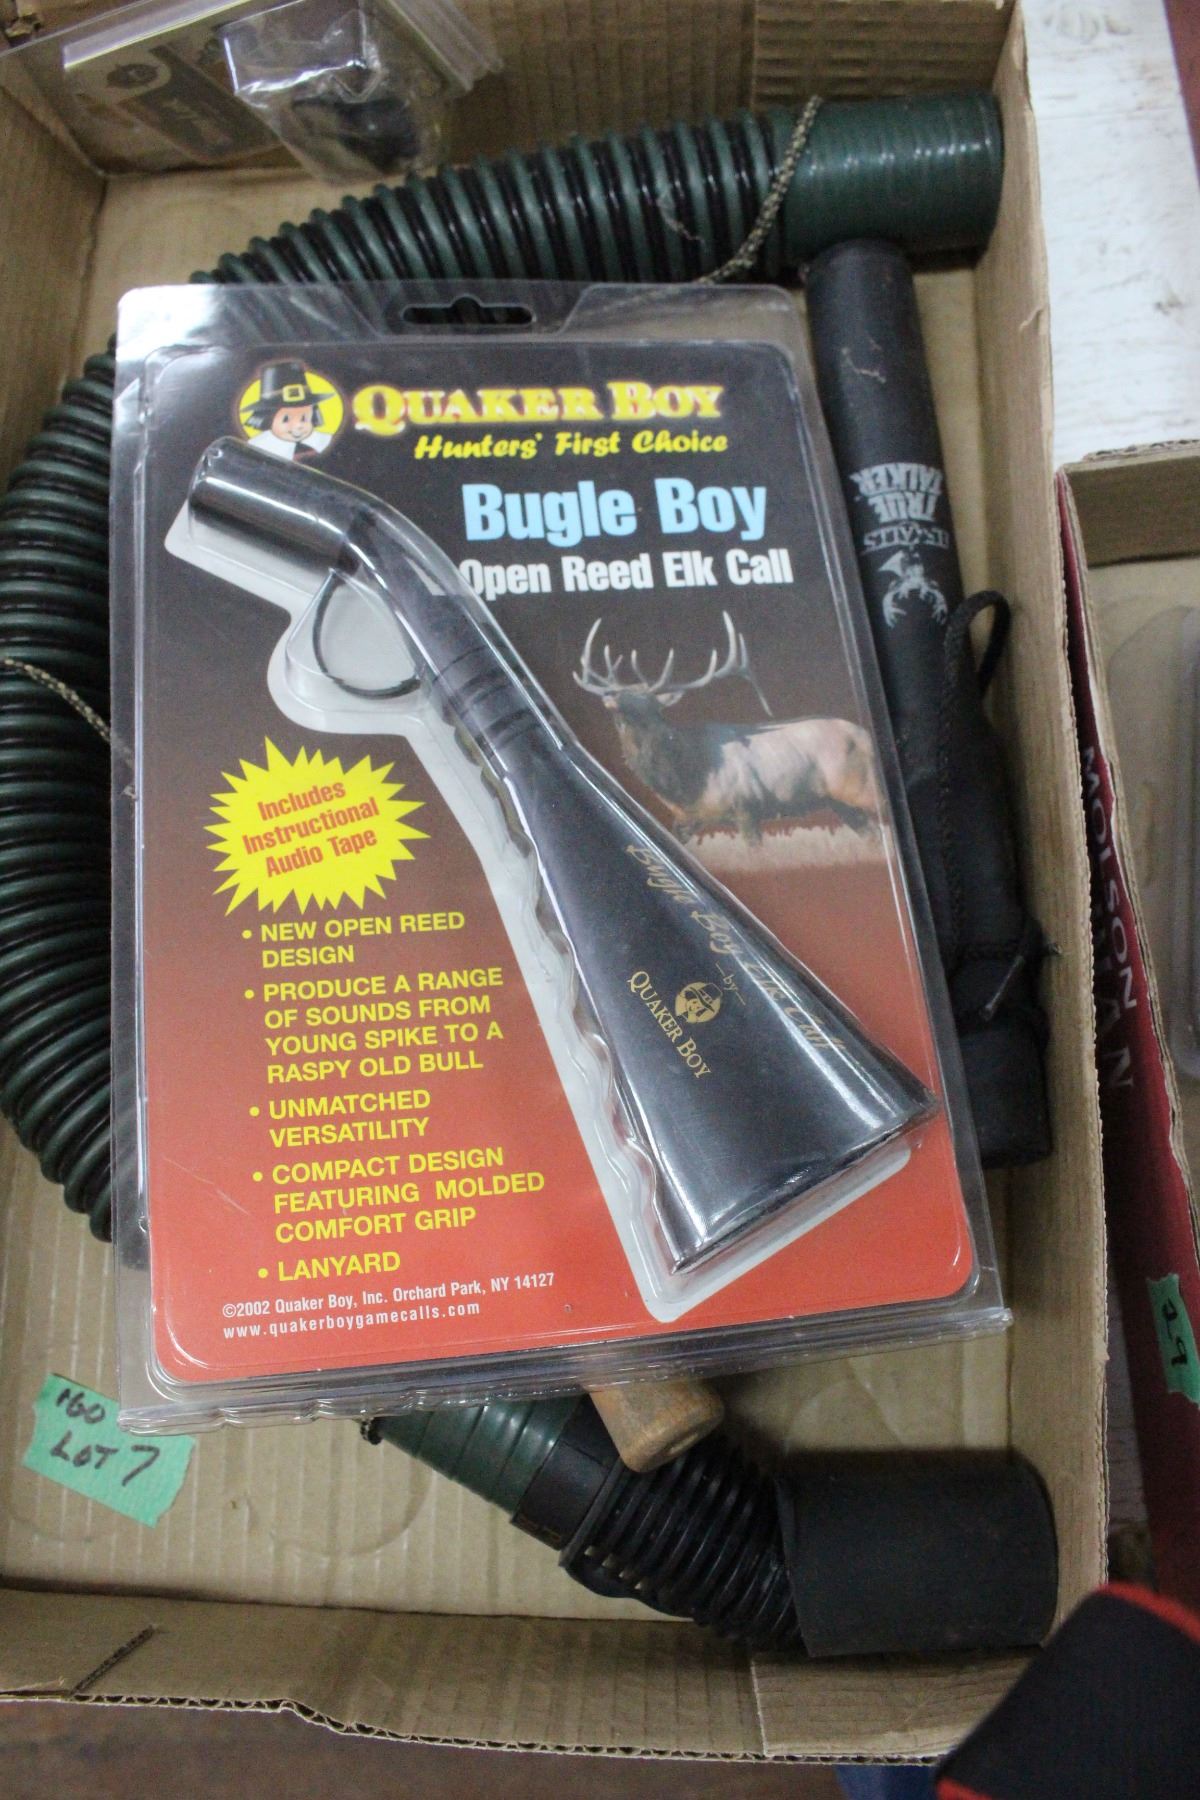 QUAKER BOY
Hunters' First Choice
Bugle Boy
Open Reed Elk Call
Includes
Instructional
Audio Tape
• NEW OPEN REED
DESIGN
• PRODUCE A RANGE
OF SOUNDS FROM
YOUNG SPIKE TO A
RASPY OLD BULL
• UNMATCHED
VERSATILITY
• COMPACT DESIGN
FEATURING MOLDED
COMFORT GRIP
• LANYARD
©2002 Quaker Boy, Inc. Orchard Park, NY 14127
www.quakerboygamecalls.com
Bugle Boy Elk Call
-by-
QUAKER BOY
TRUE
TALKER
LOT 7
MOLSON
29